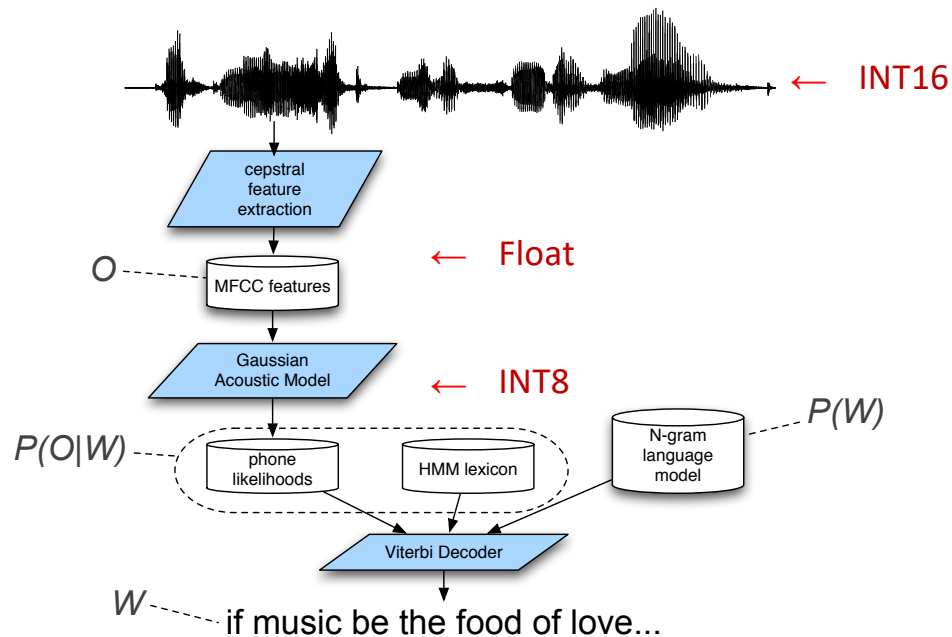 ← INT16
cepstral
feature
extraction
← Float
O
MFCC features
Gaussian
Acoustic Model
← INT8
P(W)
P(O|W)
phone
likelihoods
HMM lexicon
N-gram
language
model
Viterbi Decoder
W
if music be the food of love...